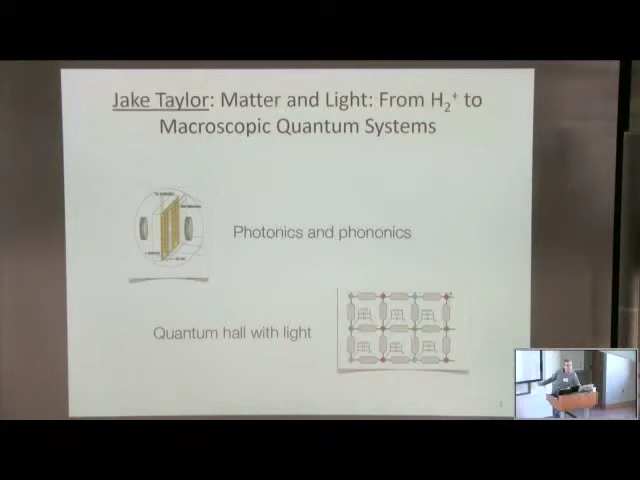 Jake Taylor: Matter and Light: From H₂⁺ to
Macroscopic Quantum Systems
Photonics and phononics
Quantum hall with light